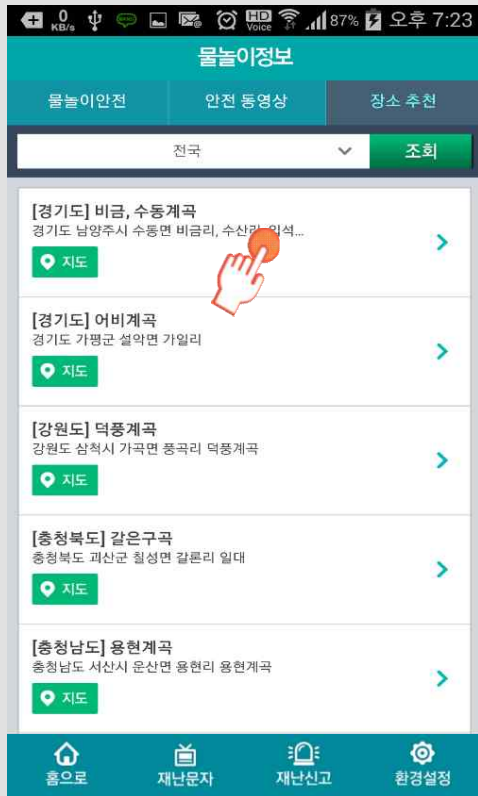 0 KB/s HD Voice 87% 오후 7:23
물놀이정보
물놀이안전 안전 동영상 장소 추천
전국 조회
[경기도] 비금, 수동계곡
경기도 남양주시 수동면 비금리, 수산리, 입석...
지도
[경기도] 어비계곡
경기도 가평군 설악면 가일리
지도
[강원도] 덕풍계곡
강원도 삼척시 가곡면 풍곡리 덕풍계곡
지도
[충청북도] 갈은구곡
충청북도 괴산군 칠성면 갈론리 일대
지도
[충청남도] 용현계곡
충청남도 서산시 운산면 용현리 용현계곡
지도
홈으로 재난문자 재난신고 환경설정